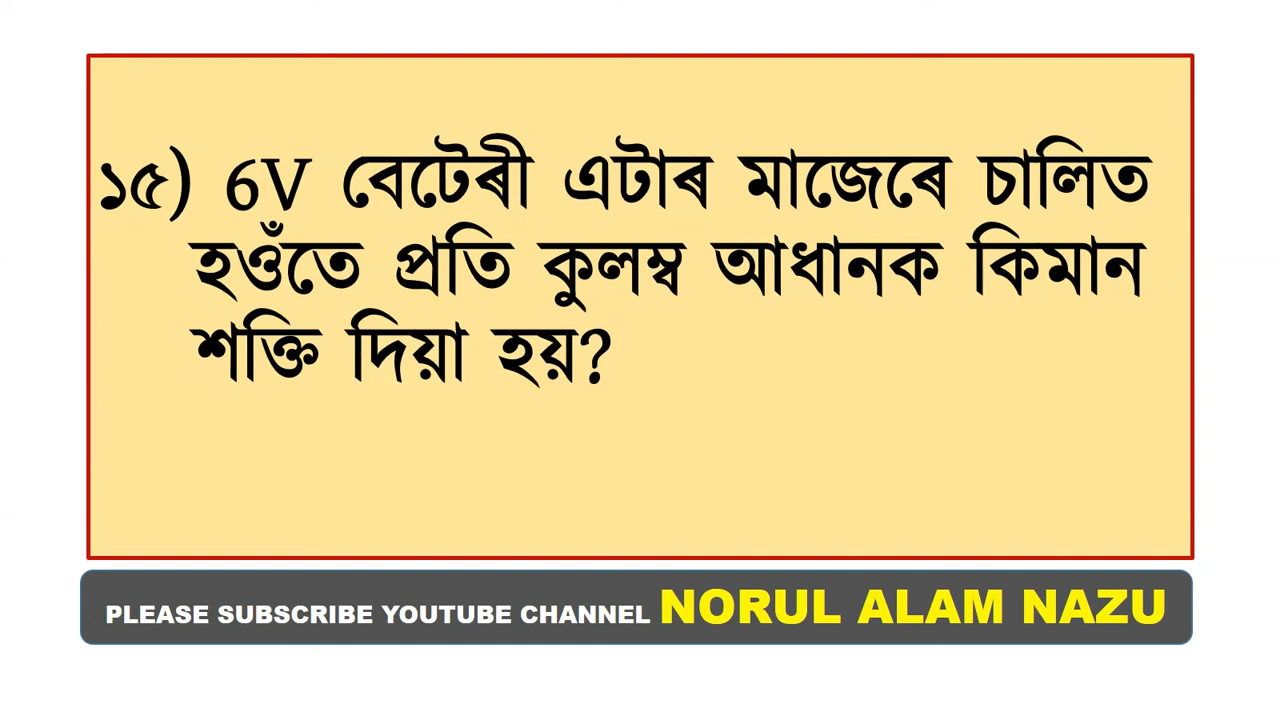 ১৫) 6V বেটেৰী এটাৰ মাজেৰে চালিত
হওঁতে প্ৰতি কুলম্ব আধানক কিমান
শক্তি দিয়া হয়?
PLEASE SUBSCRIBE YOUTUBE CHANNEL NORUL ALAM NAZU